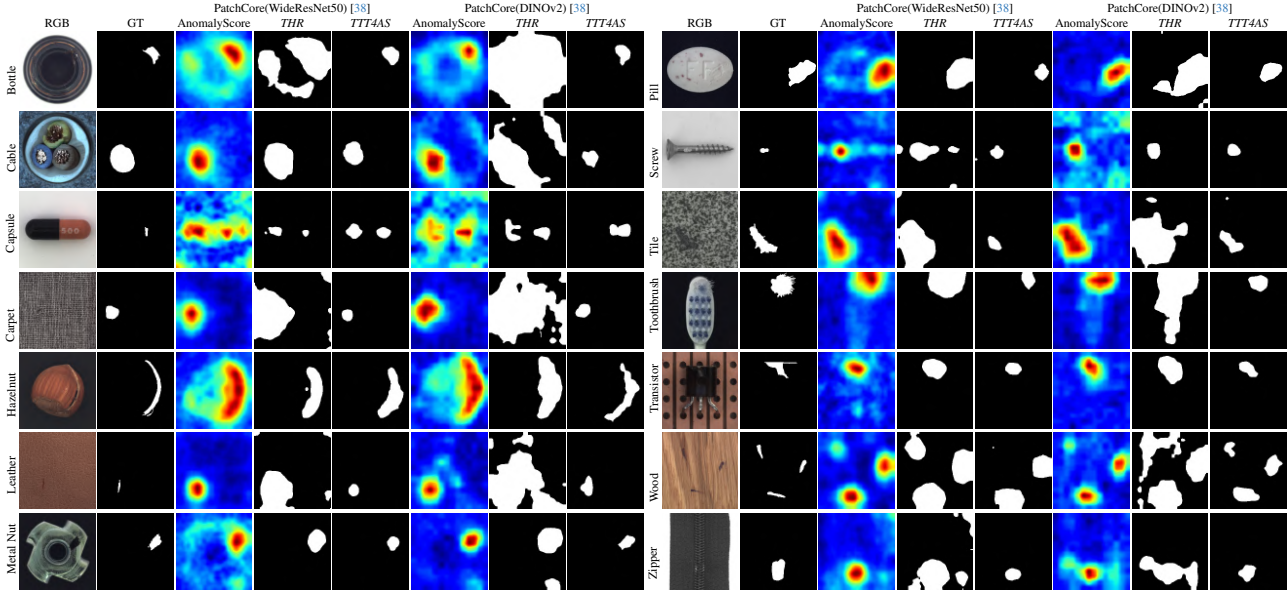 PatchCore(WideResNet50) [38] PatchCore(DINOv2) [38] PatchCore(WideResNet50) [38] PatchCore(DINOv2) [38]
RGB GT AnomalyScore THR TTT4AS AnomalyScore THR TTT4AS RGB GT AnomalyScore THR TTT4AS AnomalyScore THR TTT4AS
Bottle Pill
Cable Screw
Capsule 500 Tile
Carpet Toothbrush
Hazelnut Transistor
Leather Wood
Metal Nut Zipper